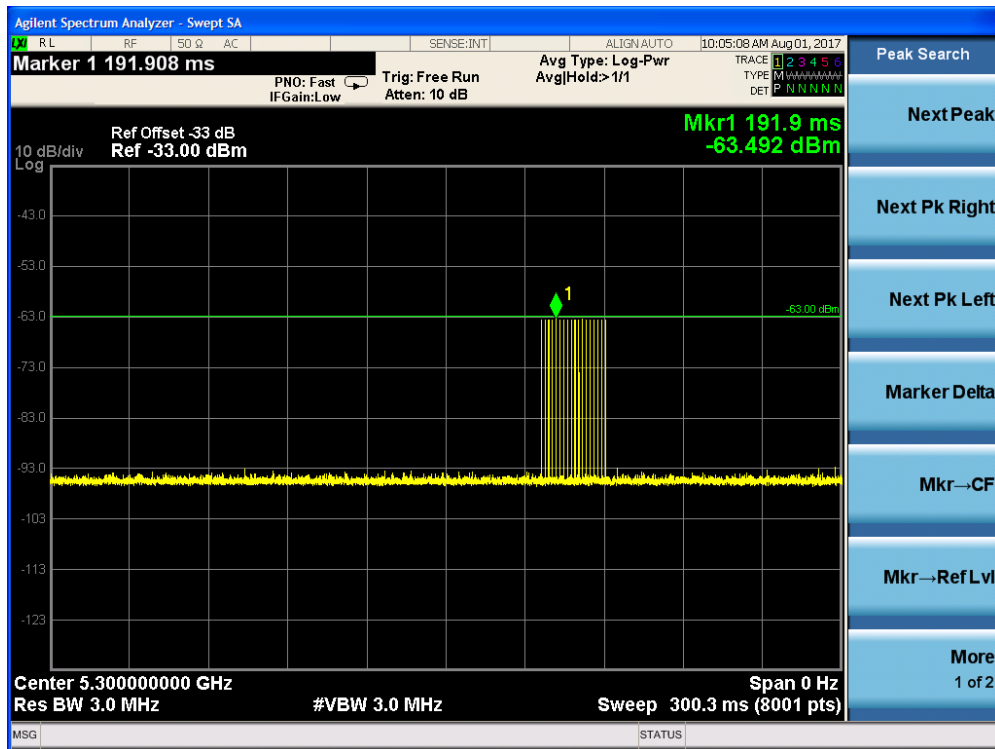 Agilent Spectrum Analyzer - Swept SA
LXI RL RF 50 Ω AC SENSE:INT ALIGN AUTO 10:05:08 AM Aug 01, 2017
Marker 1 191.908 ms
PNO: Fast
IFGain:Low
Trig: Free Run
Atten: 10 dB
Avg Type: Log-Pwr
Avg|Hold:>1/1
TRACE 1 2 3 4 5 6
TYPE M
DET P N N N N N
Peak Search
Next Peak
Next Pk Right
Next Pk Left
Marker Delta
Mkr→CF
Mkr→Ref Lvl
More
1 of 2
Mkr1 191.9 ms
-63.492 dBm
Ref Offset -33 dB
10 dB/div Ref -33.00 dBm
Log
-43.0
-53.0
1
-63.0
-63.00 dBm
-73.0
-83.0
-93.0
-103
-113
-123
Center 5.300000000 GHz Span 0 Hz
Res BW 3.0 MHz #VBW 3.0 MHz Sweep 300.3 ms (8001 pts)
MSG STATUS